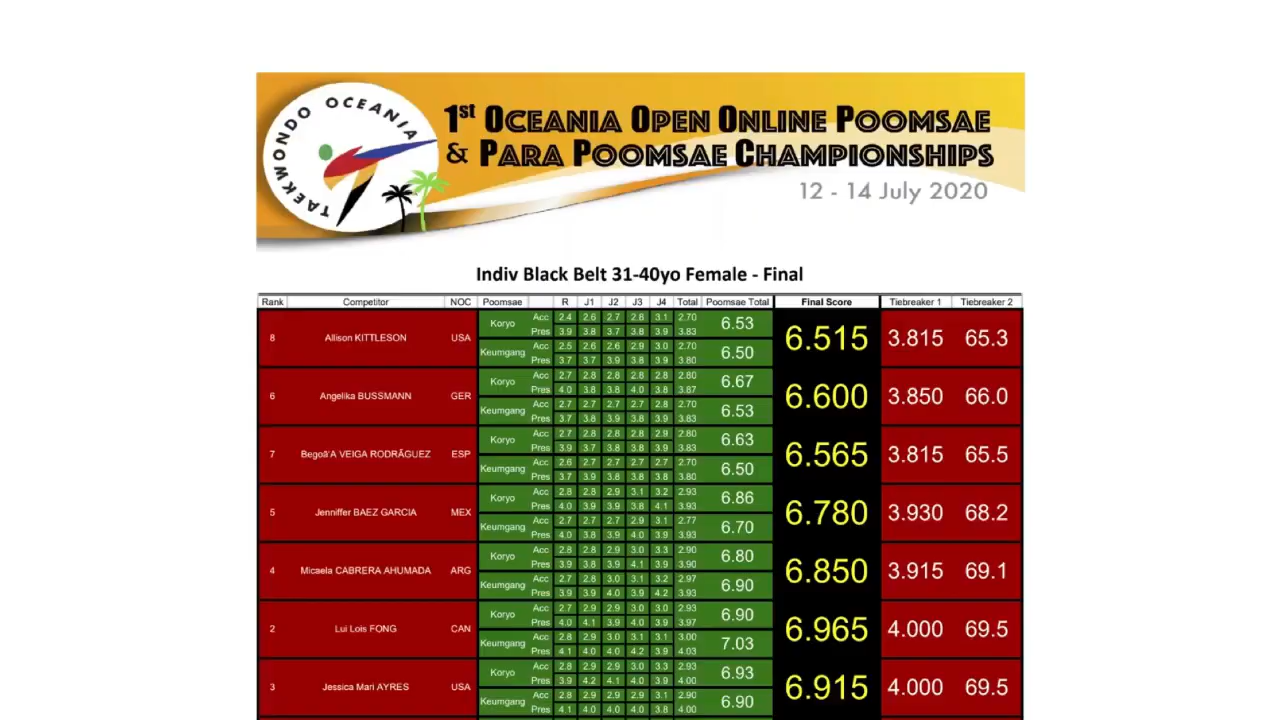 TAEKWONDO OCEANIA
1st OCEANIA OPEN ONLINE POOMSAE
& PARA POOMSAE CHAMPIONSHIPS
12 - 14 July 2020
Indiv Black Belt 31-40yo Female - Final
Rank Competitor NOC Poomsae R J1 J2 J3 J4 Total Poomsae Total Final Score Tiebreaker 1 Tiebreaker 2
8 Allison KITTLESON USA Koryo Acc 2.4 2.6 2.7 2.8 3.1 2.70 6.53 6.515 3.815 65.3
Pres 3.9 3.8 3.7 3.8 3.9 3.83
Keumgang Acc 2.5 2.6 2.6 2.9 3.0 2.70 6.50
Pres 3.7 3.7 3.9 3.8 3.9 3.80
6 Angelika BUSSMANN GER Koryo Acc 2.7 2.8 2.8 2.8 2.8 2.80 6.67 6.600 3.850 66.0
Pres 4.0 3.8 3.8 4.0 3.8 3.87
Keumgang Acc 2.7 2.7 2.7 2.7 2.8 2.70 6.53
Pres 3.7 3.8 3.9 3.8 3.9 3.83
7 Begoã'A VEIGA RODRÃGUEZ ESP Koryo Acc 2.7 2.8 2.8 2.8 2.9 2.80 6.63 6.565 3.815 65.5
Pres 3.9 3.7 3.8 3.8 3.9 3.83
Keumgang Acc 2.6 2.7 2.7 2.7 2.7 2.70 6.50
Pres 3.7 3.9 3.8 3.8 3.8 3.80
5 Jenniffer BAEZ GARCIA MEX Koryo Acc 2.8 2.8 2.9 3.1 3.2 2.93 6.86 6.780 3.930 68.2
Pres 4.0 3.9 3.9 3.8 4.1 3.93
Keumgang Acc 2.7 2.7 2.7 2.9 3.1 2.77 6.70
Pres 4.0 3.8 3.9 4.0 3.9 3.93
4 Micaela CABRERA AHUMADA ARG Koryo Acc 2.8 2.8 2.9 3.0 3.3 2.90 6.80 6.850 3.915 69.1
Pres 3.9 3.8 3.9 4.1 3.9 3.90
Keumgang Acc 2.7 2.8 3.0 3.1 3.2 2.97 6.90
Pres 3.9 3.9 4.0 3.9 4.2 3.93
2 Lui Lois FONG CAN Koryo Acc 2.7 2.9 2.9 3.0 3.0 2.93 6.90 6.965 4.000 69.5
Pres 4.0 4.1 3.9 4.0 3.9 3.97
Keumgang Acc 2.8 2.9 3.0 3.1 3.1 3.00 7.03
Pres 4.1 4.0 4.0 4.2 3.9 4.03
3 Jessica Mari AYRES USA Koryo Acc 2.8 2.9 2.9 3.0 3.3 2.93 6.93 6.915 4.000 69.5
Pres 3.9 4.2 4.1 4.0 3.9 4.00
Keumgang Acc 2.8 2.9 2.9 2.9 3.1 2.90 6.90
Pres 4.1 4.0 4.0 4.0 3.8 4.00